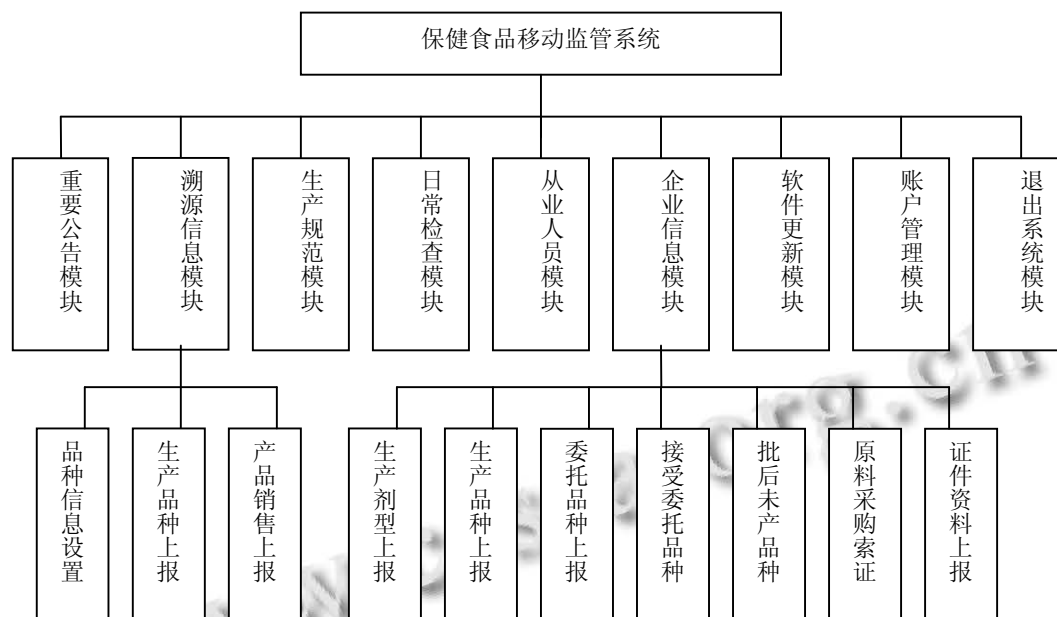 保健食品移动监管系统
重要公告模块
溯源信息模块
生产规范模块
日常检查模块
从业人员模块
企业信息模块
软件更新模块
账户管理模块
退出系统模块
品种信息设置
生产品种上报
产品销售上报
生产剂型上报
生产品种上报
委托品种上报
接受委托品种
批后未产品种
原料采购索证
证件资料上报